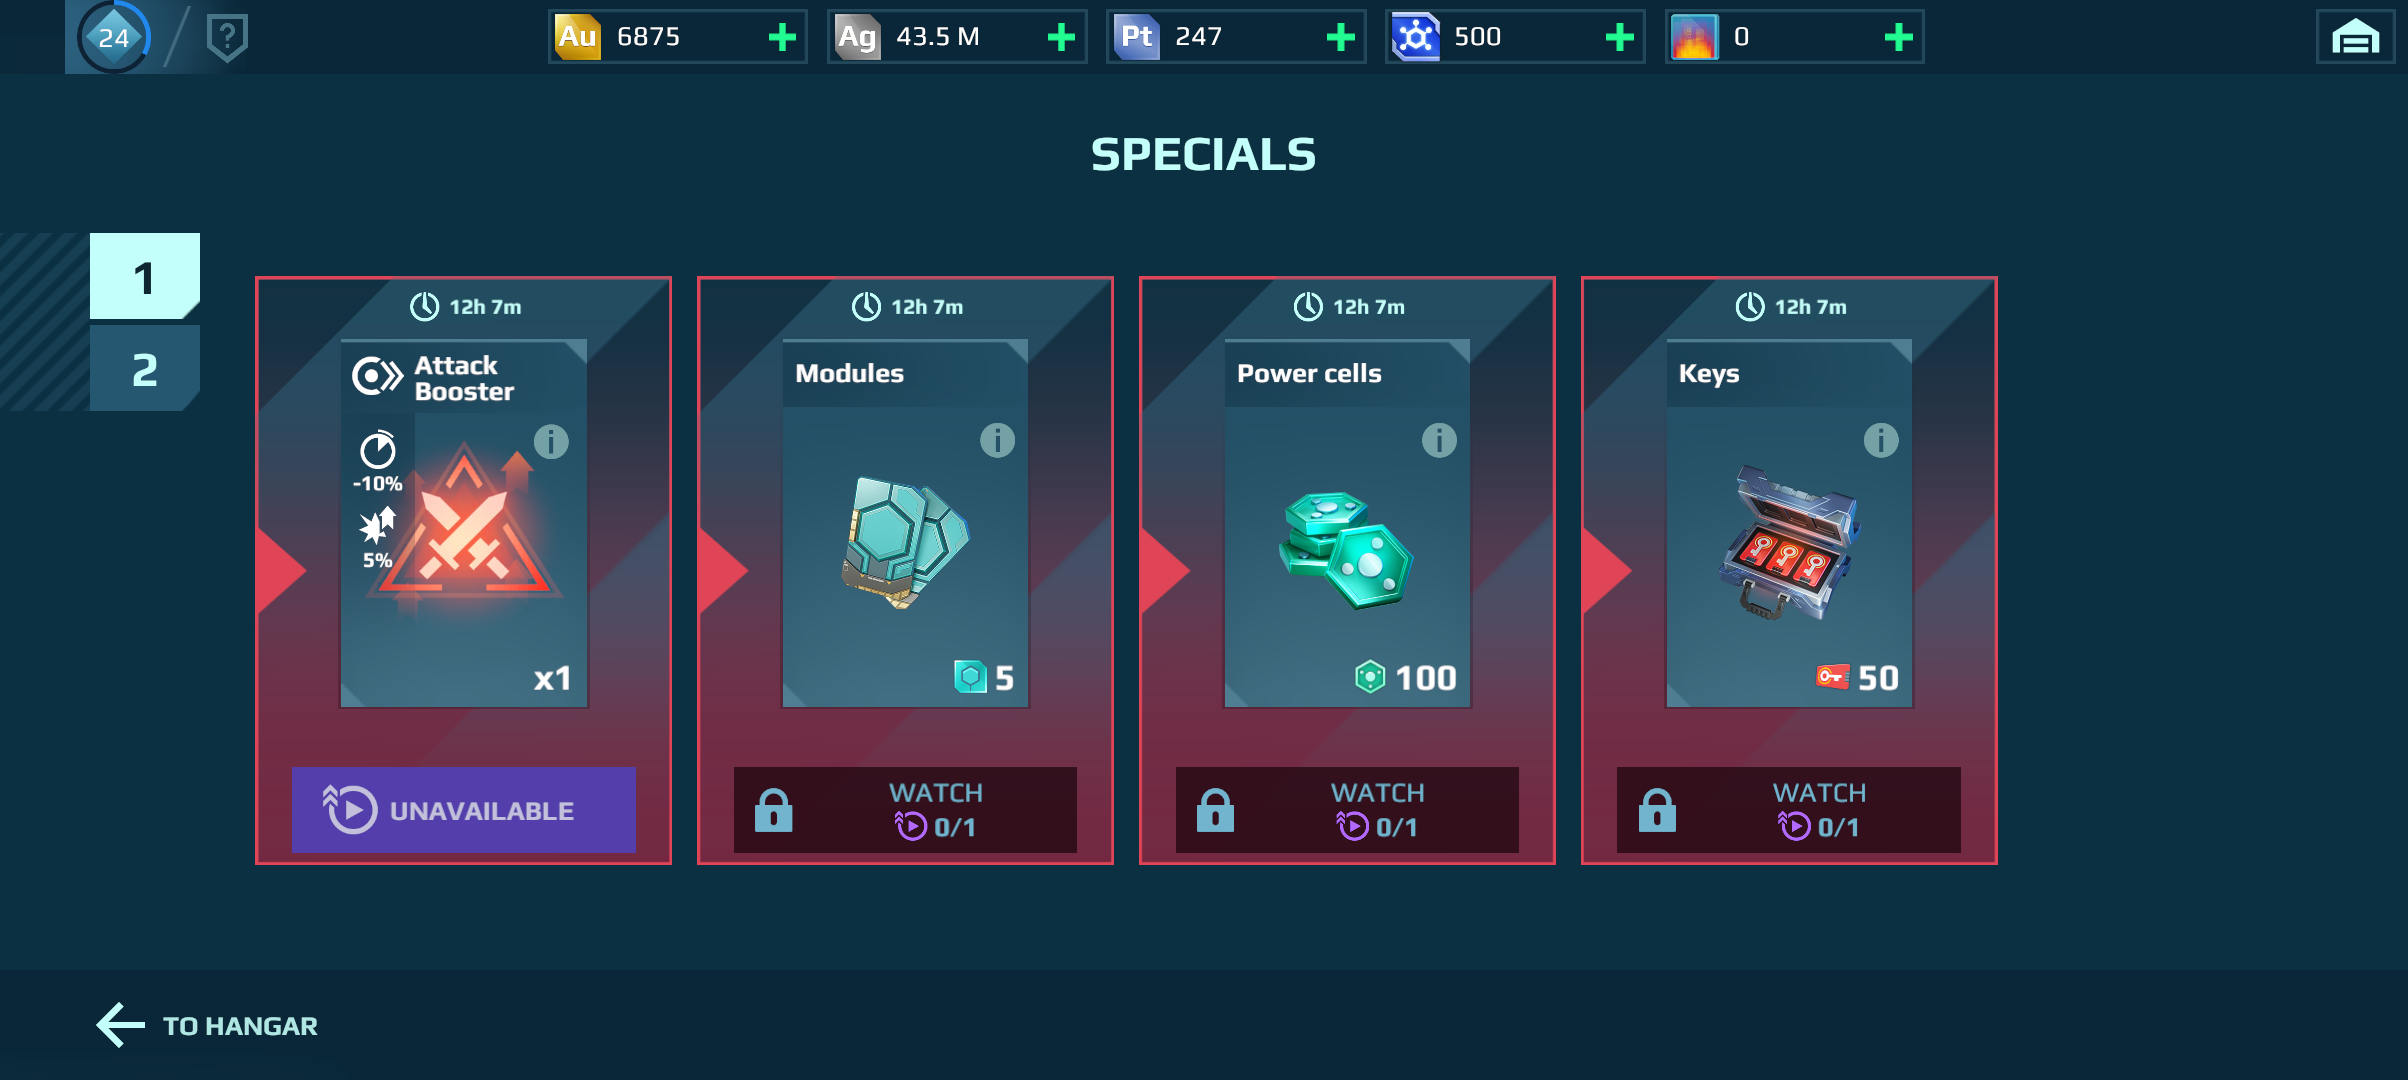 24
?
Au 6875
Ag 43.5 M
Pt 247
500
0
SPECIALS
1
2
12h 7m
Attack
Booster
-10%
5%
x1
UNAVAILABLE
12h 7m
Modules
i
5
WATCH
0/1
12h 7m
Power cells
i
100
WATCH
0/1
12h 7m
Keys
i
50
WATCH
0/1
TO HANGAR